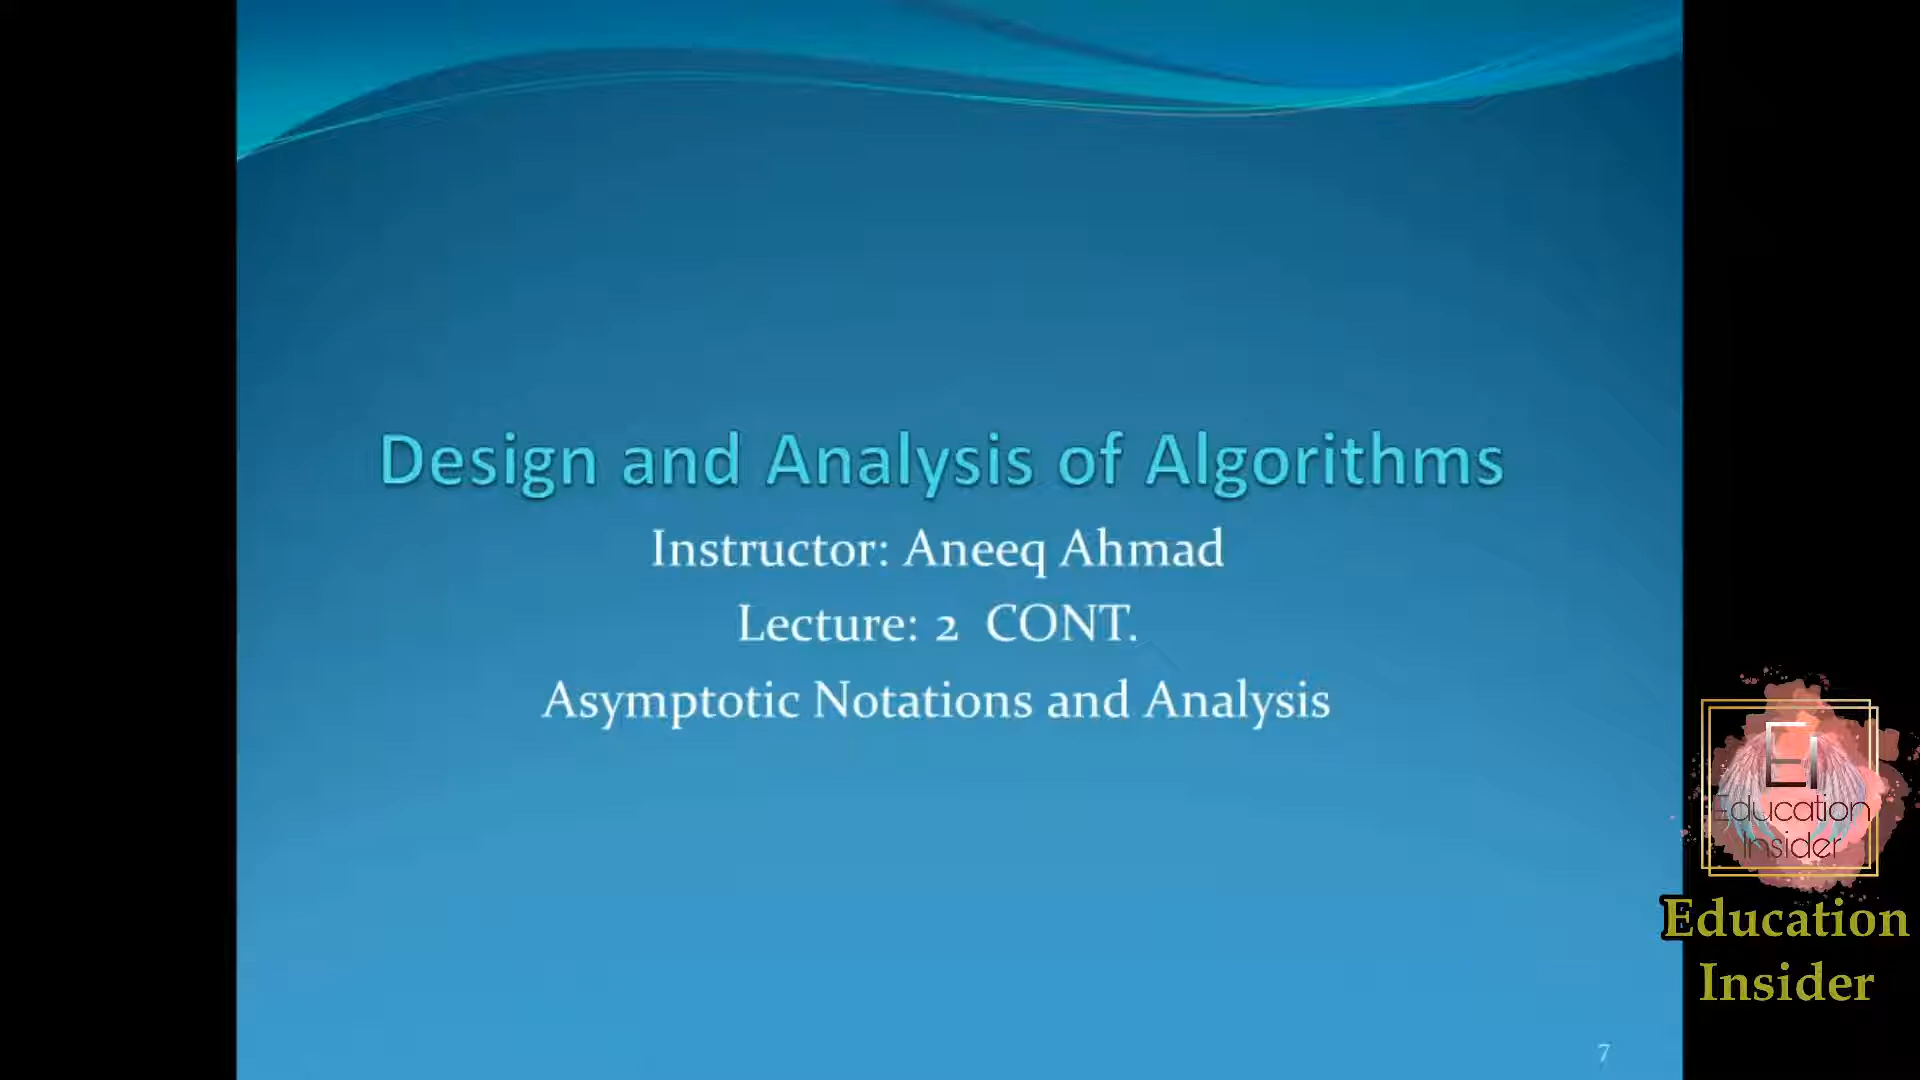 Design and Analysis of Algorithms
Instructor: Aneeq Ahmad
Lecture: 2 CONT.
Asymptotic Notations and Analysis
EI
Education
Insider
Education
Insider
7